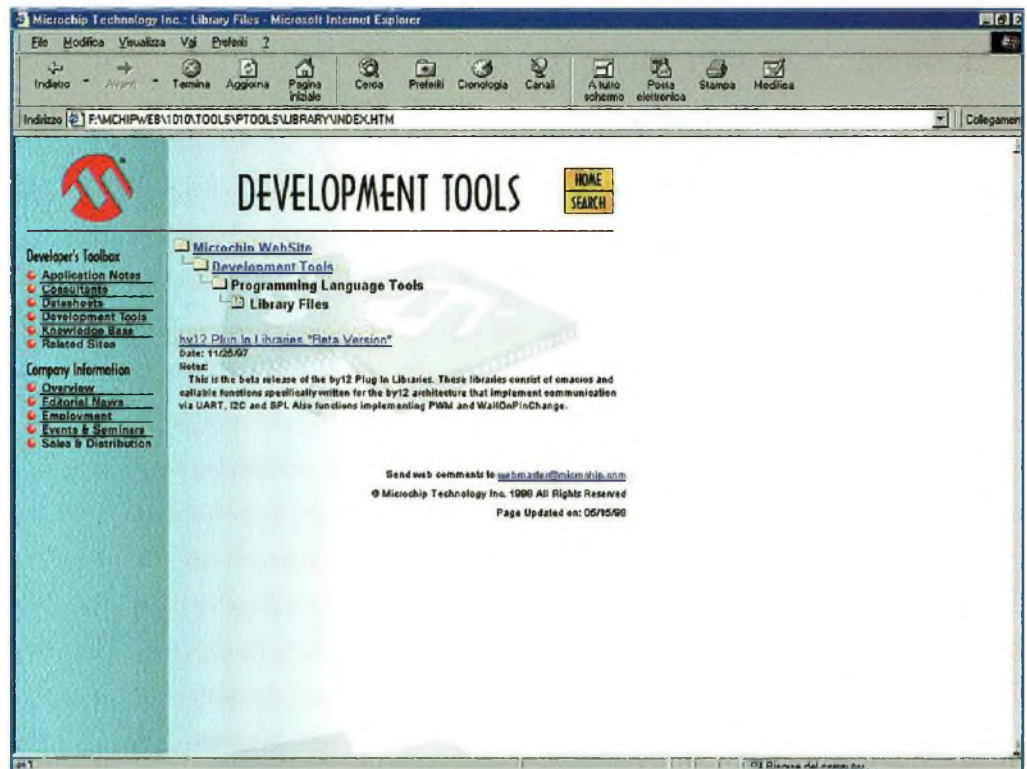 Microchip Technology Inc.: Library Files - Microsoft Internet Explorer
File Modifica Visualizza Vai Preferiti ?
Indietro Avanti Termina Aggiorna Pagina iniziale Cerca Preferiti Cronologia Canali A tutto schermo Posta elettronica Stampa Modifica
Indirizzo F:\MCHIPWEB\1010\TOOLS\PTOOLS\LIBRARY\INDEX.HTM Collegamen
DEVELOPMENT TOOLS
HOME
SEARCH
Developer's Toolbox
Application Notes
Consultants
Datasheets
Development Tools
Knowledge Base
Related Sites
Company Information
Overview
Editorial News
Employment
Events & Seminars
Sales & Distribution
Microchip WebSite
Development Tools
Programming Language Tools
Library Files
by12 Plug In Libraries *Beta Version*
Date: 11/26/97
Notes:
This is the beta release of the by12 Plug In Libraries. These libraries consist of emacros and
callable functions specifically written for the by12 architecture that implement communication
via UART, I2C and SPI. Also functions implementing PWM and WaitOnPinChange.
Send web comments to webmaster@microchip.com
© Microchip Technology Inc. 1998 All Rights Reserved
Page Updated on: 05/15/98
Risorse del computer